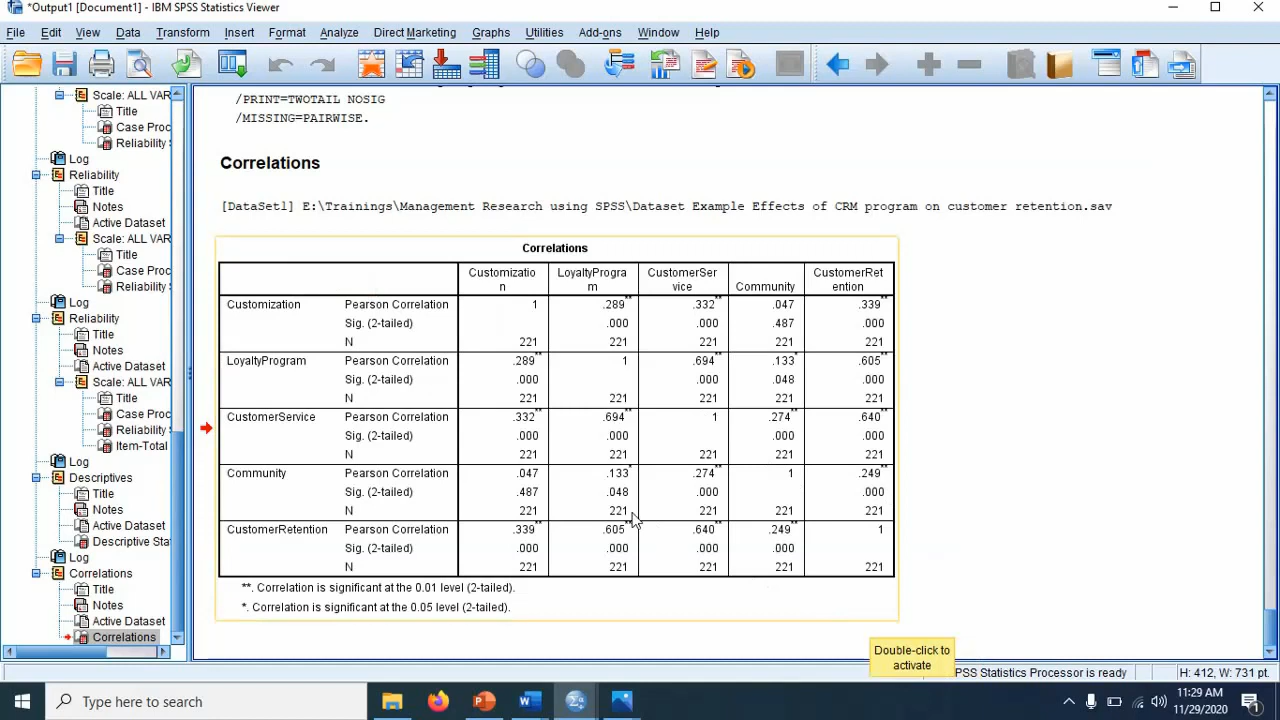 *Output1 [Document1] - IBM SPSS Statistics Viewer
File Edit View Data Transform Insert Format Analyze Direct Marketing Graphs Utilities Add-ons Window Help
Scale: ALL VAR
Title
Case Proc
Reliability S
Log
Reliability
Title
Notes
Active Dataset
Scale: ALL VAR
Title
Case Proc
Reliability S
Log
Reliability
Title
Notes
Active Dataset
Scale: ALL VAR
Title
Case Proc
Reliability S
Item-Total
Log
Descriptives
Title
Notes
Active Dataset
Descriptive Sta
Log
Correlations
Title
Notes
Active Dataset
Correlations
/PRINT=TWOTAIL NOSIG
/MISSING=PAIRWISE.
Correlations
[DataSet1] E:\Trainings\Management Research using SPSS\Dataset Example Effects of CRM program on customer retention.sav
Correlations
Customizatio LoyaltyProgra CustomerSer CustomerRet
n m vice Community ention
Customization Pearson Correlation 1 .289** .332** .047 .339**
Sig. (2-tailed) .000 .000 .487 .000
N 221 221 221 221 221
LoyaltyProgram Pearson Correlation .289** 1 .694** .133* .605**
Sig. (2-tailed) .000 .000 .048 .000
N 221 221 221 221 221
CustomerService Pearson Correlation .332** .694** 1 .274** .640**
Sig. (2-tailed) .000 .000 .000 .000
N 221 221 221 221 221
Community Pearson Correlation .047 .133* .274** 1 .249**
Sig. (2-tailed) .487 .048 .000 .000
N 221 221 221 221 221
CustomerRetention Pearson Correlation .339** .605** .640** .249** 1
Sig. (2-tailed) .000 .000 .000 .000
N 221 221 221 221 221
**. Correlation is significant at the 0.01 level (2-tailed).
*. Correlation is significant at the 0.05 level (2-tailed).
Double-click to
activate
PSS Statistics Processor is ready H: 412, W: 731 pt.
Type here to search
11:29 AM
11/29/2020